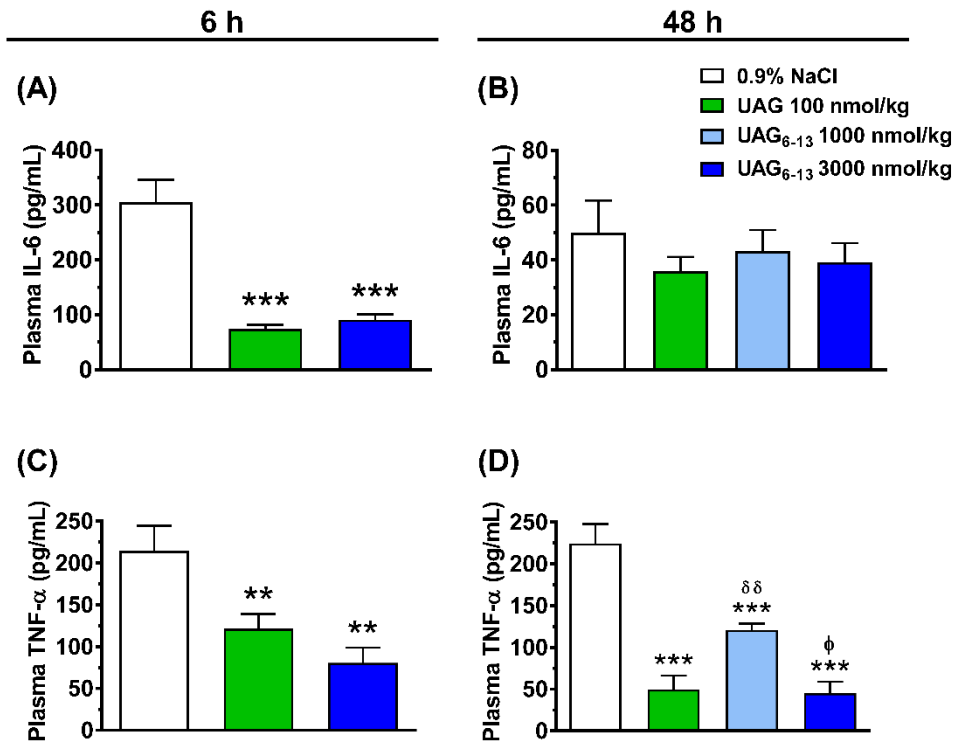 6 h
48 h
(A)
(B)
0.9% NaCl
UAG 100 nmol/kg
UAG6-13 1000 nmol/kg
UAG6-13 3000 nmol/kg
Plasma IL-6 (pg/mL)
400
300
200
100
0
***
***
Plasma IL-6 (pg/mL)
80
60
40
20
0
(C)
(D)
Plasma TNF-α (pg/mL)
250
200
150
100
50
0
**
**
Plasma TNF-α (pg/mL)
250
200
150
100
50
0
***
δδ
***
ϕ
***